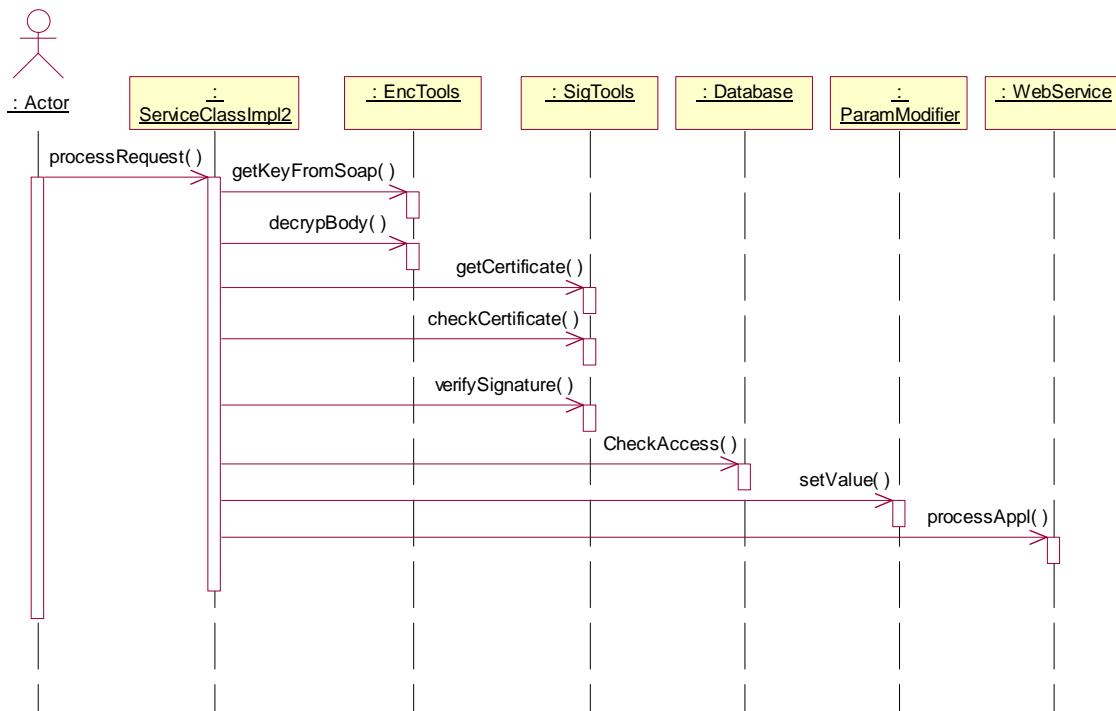 : Actor
:
ServiceClassImpl2
: EncTools
: SigTools
: Database
:
ParamModifier
: WebService
processRequest( )
getKeyFromSoap( )
decrypBody( )
getCertificate( )
checkCertificate( )
verifySignature( )
CheckAccess( )
setValue( )
processAppl( )